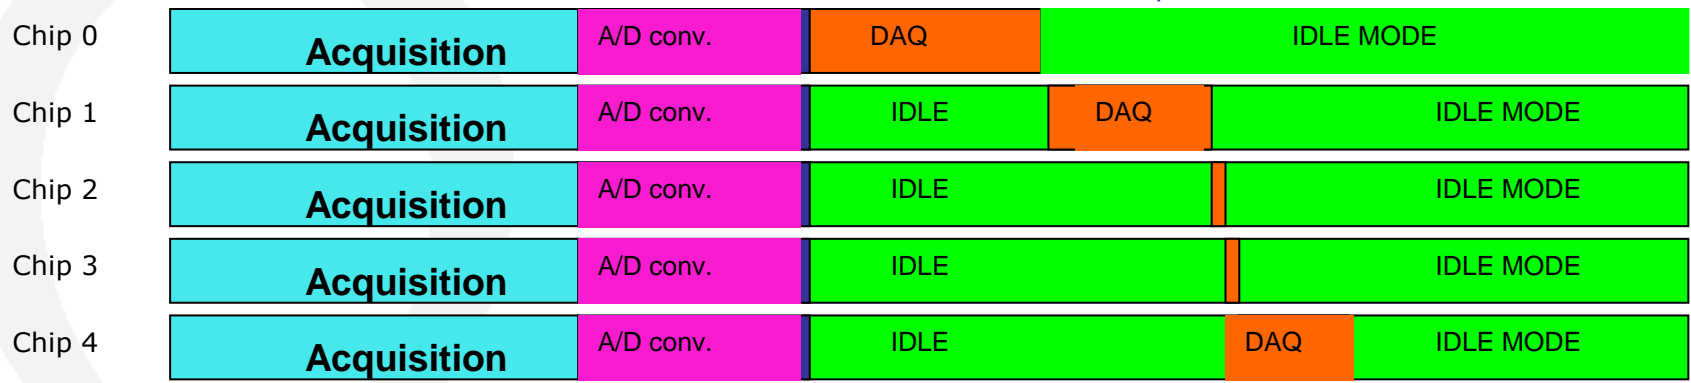 Chip 0 Acquisition A/D conv. DAQ IDLE MODE
Chip 1 Acquisition A/D conv. IDLE DAQ IDLE MODE
Chip 2 Acquisition A/D conv. IDLE IDLE MODE
Chip 3 Acquisition A/D conv. IDLE IDLE MODE
Chip 4 Acquisition A/D conv. IDLE DAQ IDLE MODE